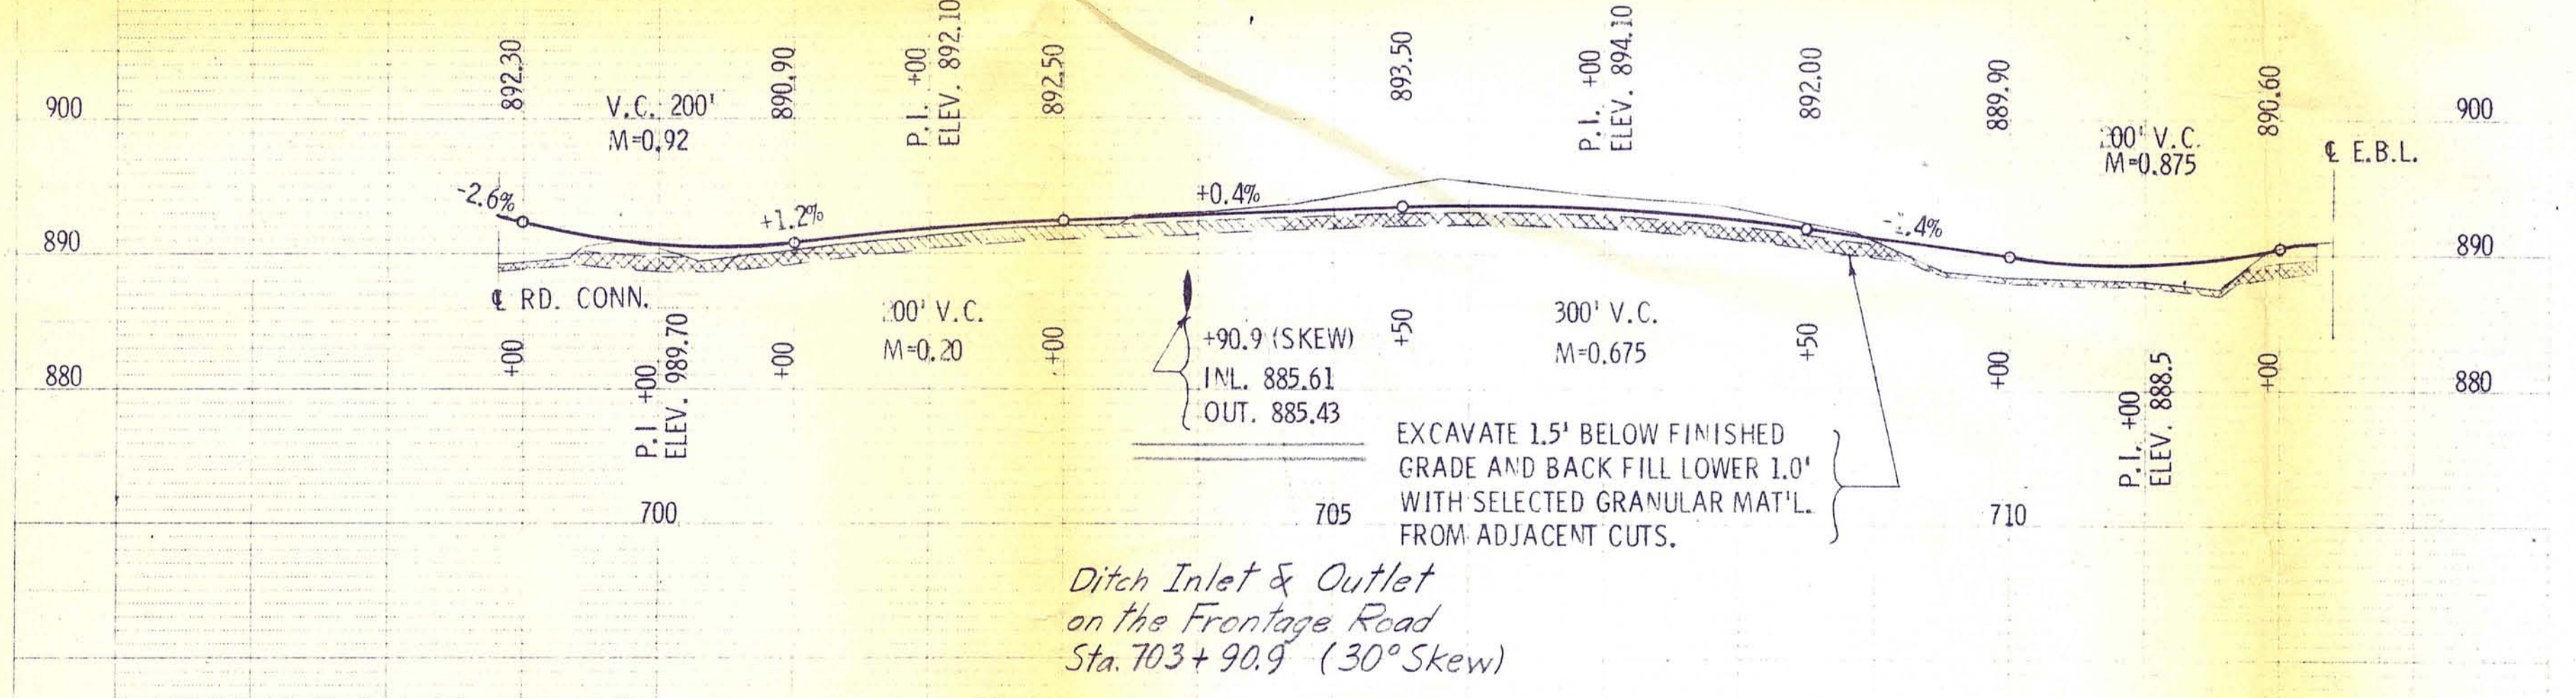 892.30
890.90
P.I. +00
ELEV. 892.10
892.50
893.50
P.I. +00
ELEV. 894.10
892.00
889.90
890.60
900
V.C. 200'
M=0.92
900
V.C.
M=0.875
℄ E.B.L.
-2.6%
+1.2%
+0.4%
890
890
℄ RD. CONN.
V.C.
M=0.20
+90.9 (SKEW)
INL. 885.61
OUT. 885.43
300' V.C.
M=0.675
+00
P.I +00
ELEV. 989.70
+00
+00
+50
+50
+00
P.I. +00
ELEV. 888.5
+00
880
880
EXCAVATE 1.5' BELOW FINISHED
GRADE AND BACK FILL LOWER 1.0'
WITH SELECTED GRANULAR MAT'L.
FROM ADJACENT CUTS.
700
705
710
Ditch Inlet & Outlet
on the Frontage Road
Sta. 703+90.9 (30° Skew)